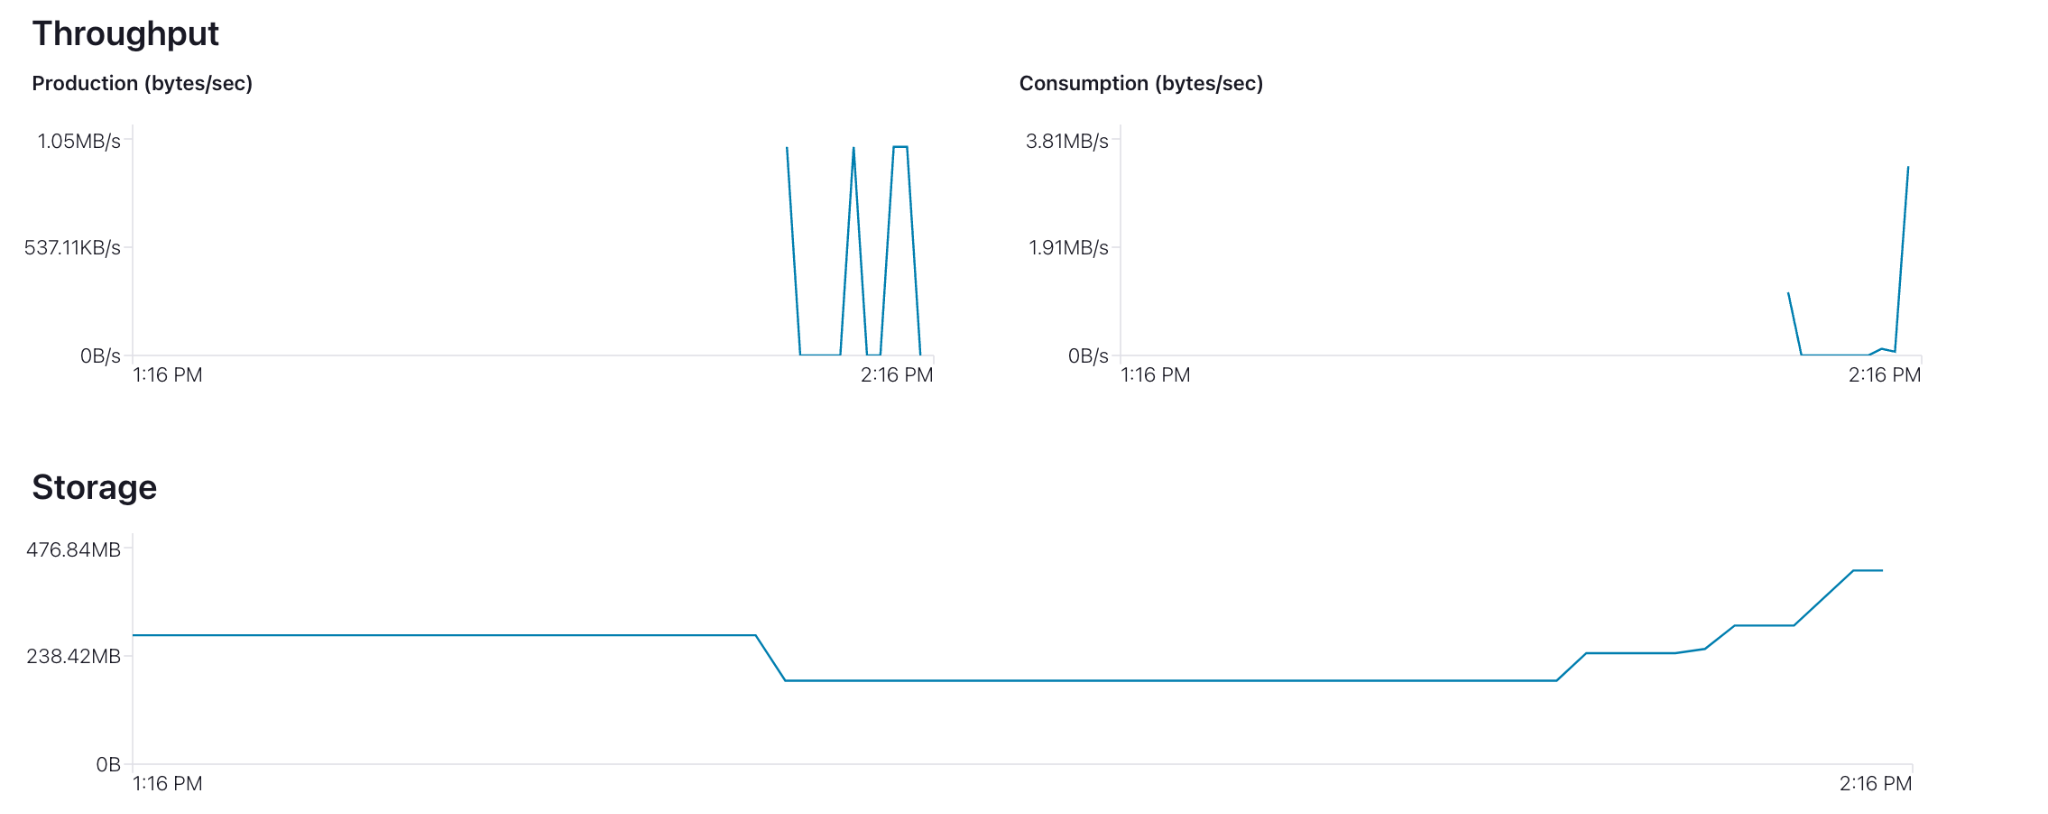 Throughput
Production (bytes/sec)
1.05MB/s
537.11KB/s
0B/s
1:16 PM
2:16 PM
Consumption (bytes/sec)
3.81MB/s
1.91MB/s
0B/s
1:16 PM
2:16 PM
Storage
476.84MB
238.42MB
0B
1:16 PM
2:16 PM